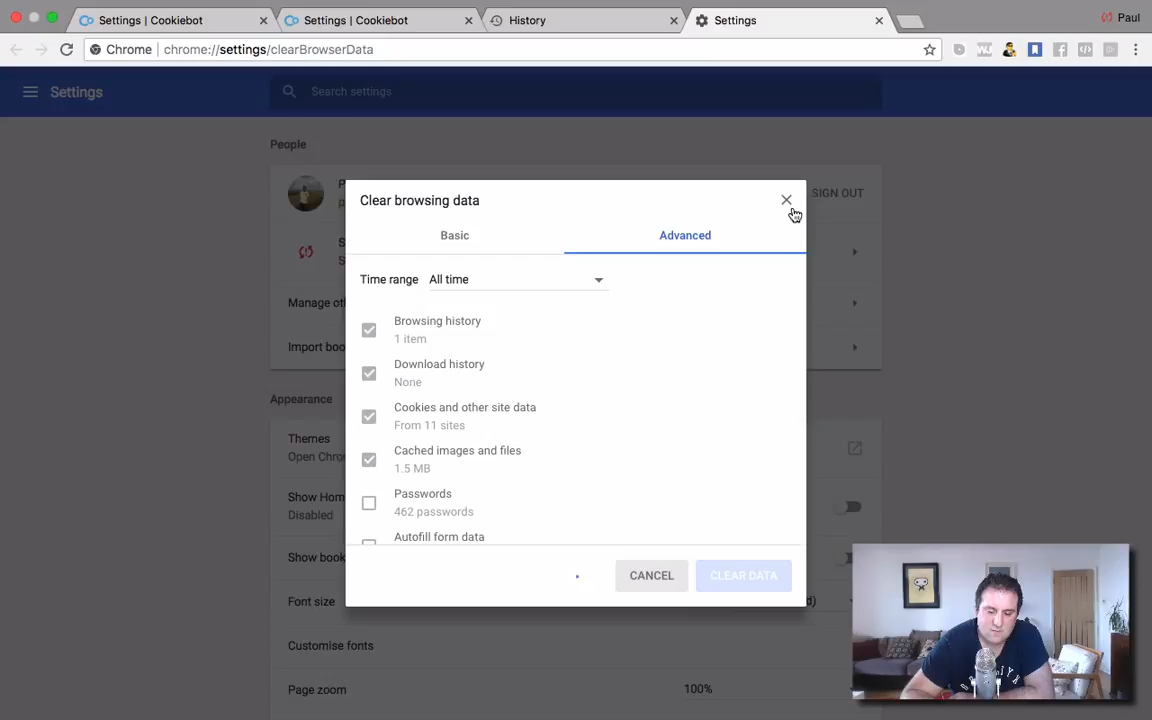 Settings | Cookiebot
Settings | Cookiebot
History
Settings
Paul
Chrome
chrome://settings/clearBrowserData
Settings
Search settings
People
SIGN OUT
Manage ot
Import boo
Appearance
Themes
Open Chro
Show Hom
Disabled
Show book
Font size
Customise fonts
Page zoom
100%
Clear browsing data
Basic
Advanced
Time range
All time
Browsing history
1 item
Download history
None
Cookies and other site data
From 11 sites
Cached images and files
1.5 MB
Passwords
462 passwords
Autofill form data
CANCEL
CLEAR DATA